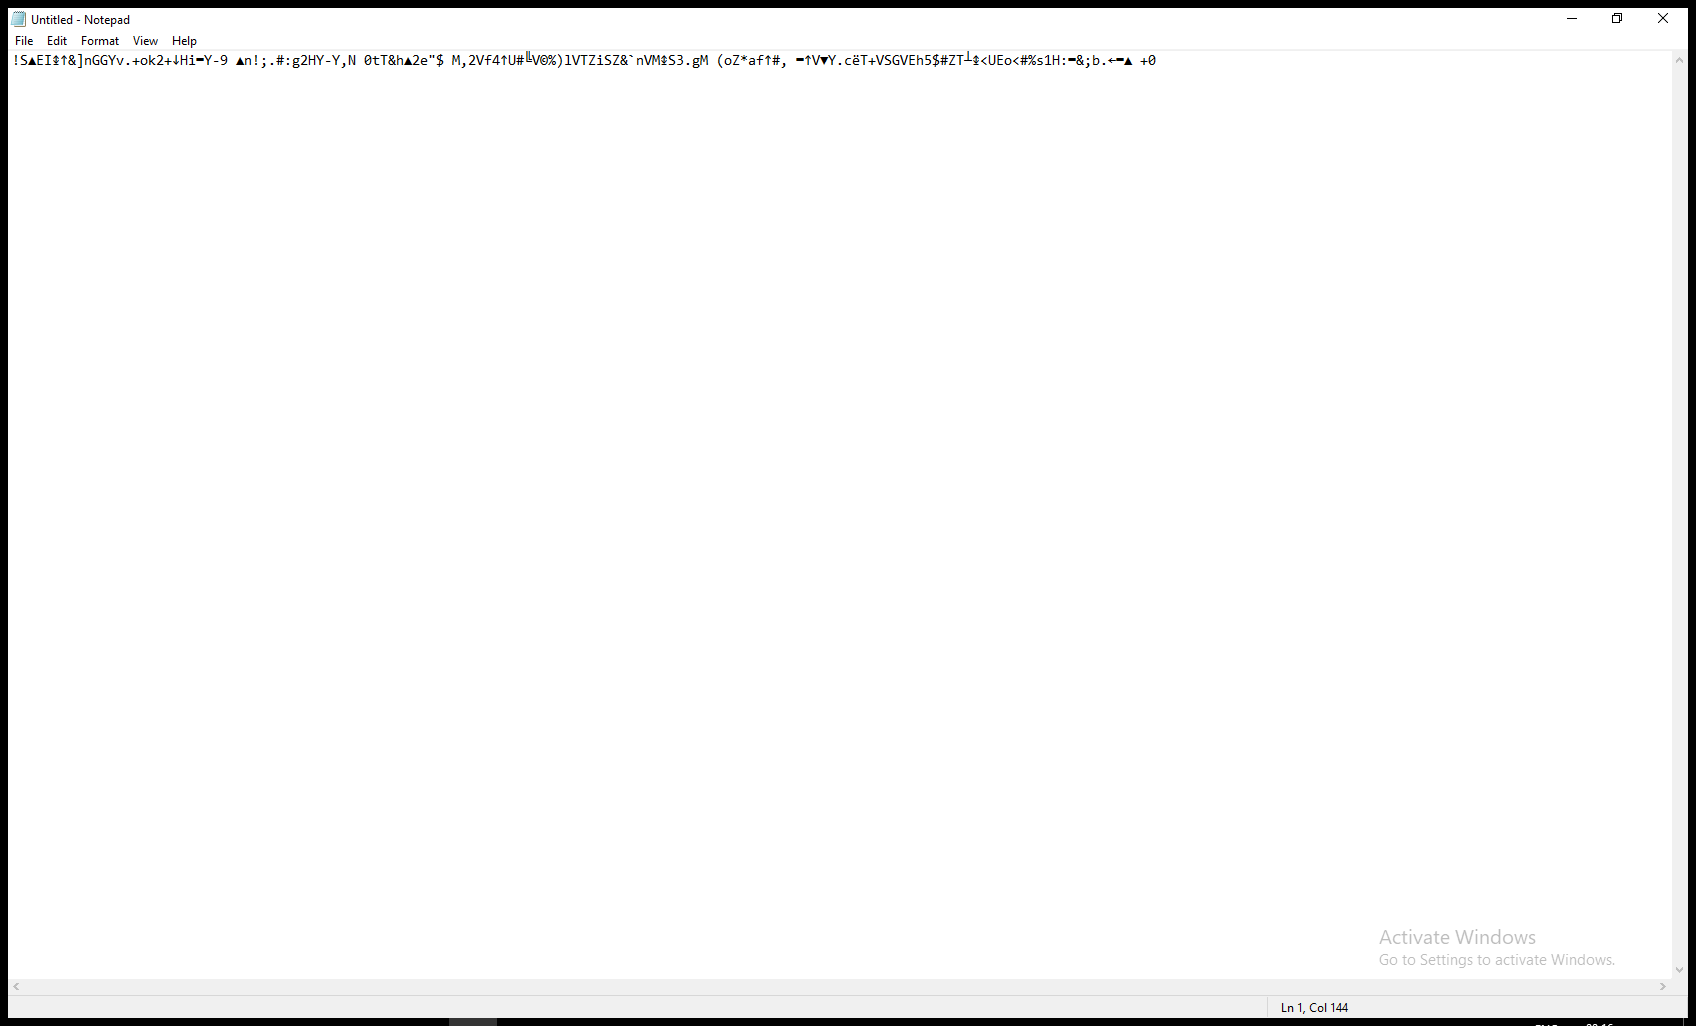 Untitled - Notepad
File Edit Format View Help
!S▲EI↨↑&]nGGYv.+ok2+↓Hi▬Y-9 ▲n!;.#:g2HY-Y,N 0tT&h▲2e"$ M,2Vf4↑U#╚V©%)lVTZiSZ&`nVM↨S3.gM (oZ*af↑#, ▬↑V▼Y.cëT+VSGVEh5$#ZT┴↨<UEo<#%s1H:▬&;b.←▬▲ +0
Activate Windows
Go to Settings to activate Windows.
Ln 1, Col 144